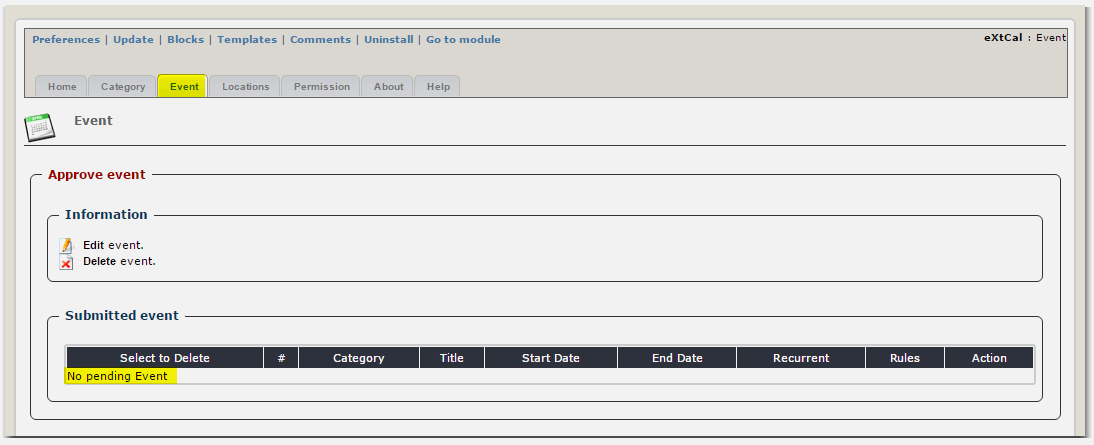 Preferences | Update | Blocks | Templates | Comments | Uninstall | Go to module
eXtCal : Event
Home Category Event Locations Permission About Help
Event
Approve event
Information
Edit event.
Delete event.
Submitted event
Select to Delete # Category Title Start Date End Date Recurrent Rules Action
No pending Event